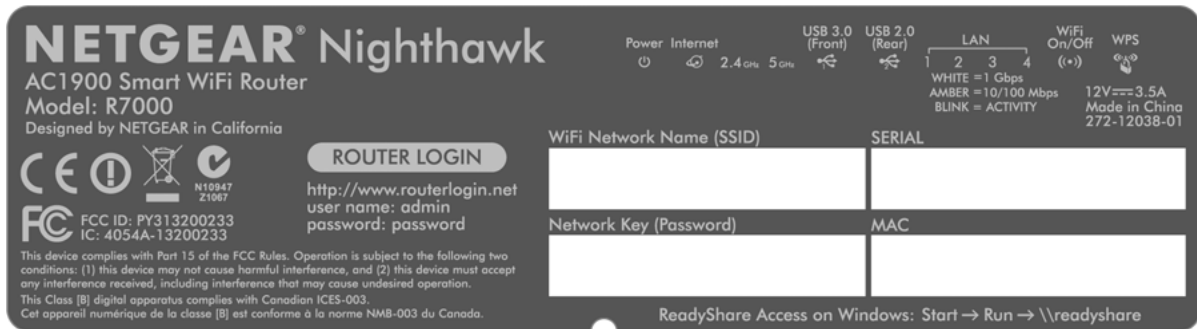 NETGEAR® Nighthawk
AC1900 Smart WiFi Router
Model: R7000
Designed by NETGEAR in California
N10947
Z1067
FCC ID: PY313200233
IC: 4054A-13200233
ROUTER LOGIN
http://www.routerlogin.net
user name: admin
password: password
This device complies with Part 15 of the FCC Rules. Operation is subject to the following two
conditions: (1) this device may not cause harmful interference, and (2) this device must accept
any interference received, including interference that may cause undesired operation.
This Class [B] digital apparatus complies with Canadian ICES-003.
Cet appareil numérique de la classe [B] est conforme à la norme NMB-003 du Canada.
Power Internet
2.4 GHz 5 GHz
USB 3.0
(Front)
USB 2.0
(Rear)
LAN
1 2 3 4
WHITE = 1 Gbps
AMBER = 10/100 Mbps
BLINK = ACTIVITY
WiFi
On/Off
WPS
12V⎓3.5A
Made in China
272-12038-01
WiFi Network Name (SSID)
SERIAL
Network Key (Password)
MAC
ReadyShare Access on Windows: Start → Run → \\readyshare